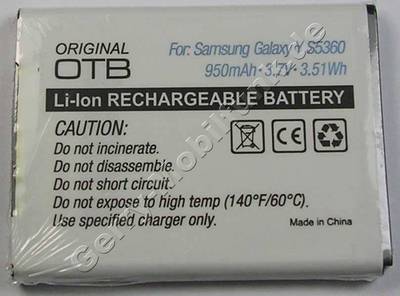 ORIGINAL
OTB
For: Samsung Galaxy Y S5360
950mAh · 3.7V · 3.51Wh
Li-Ion RECHARGEABLE BATTERY
CAUTION:
Do not incinerate.
Do not disassemble.
Do not short circuit.
Do not expose to high temp (140°F/60°C).
Use specified charger only.
CE
Made in China